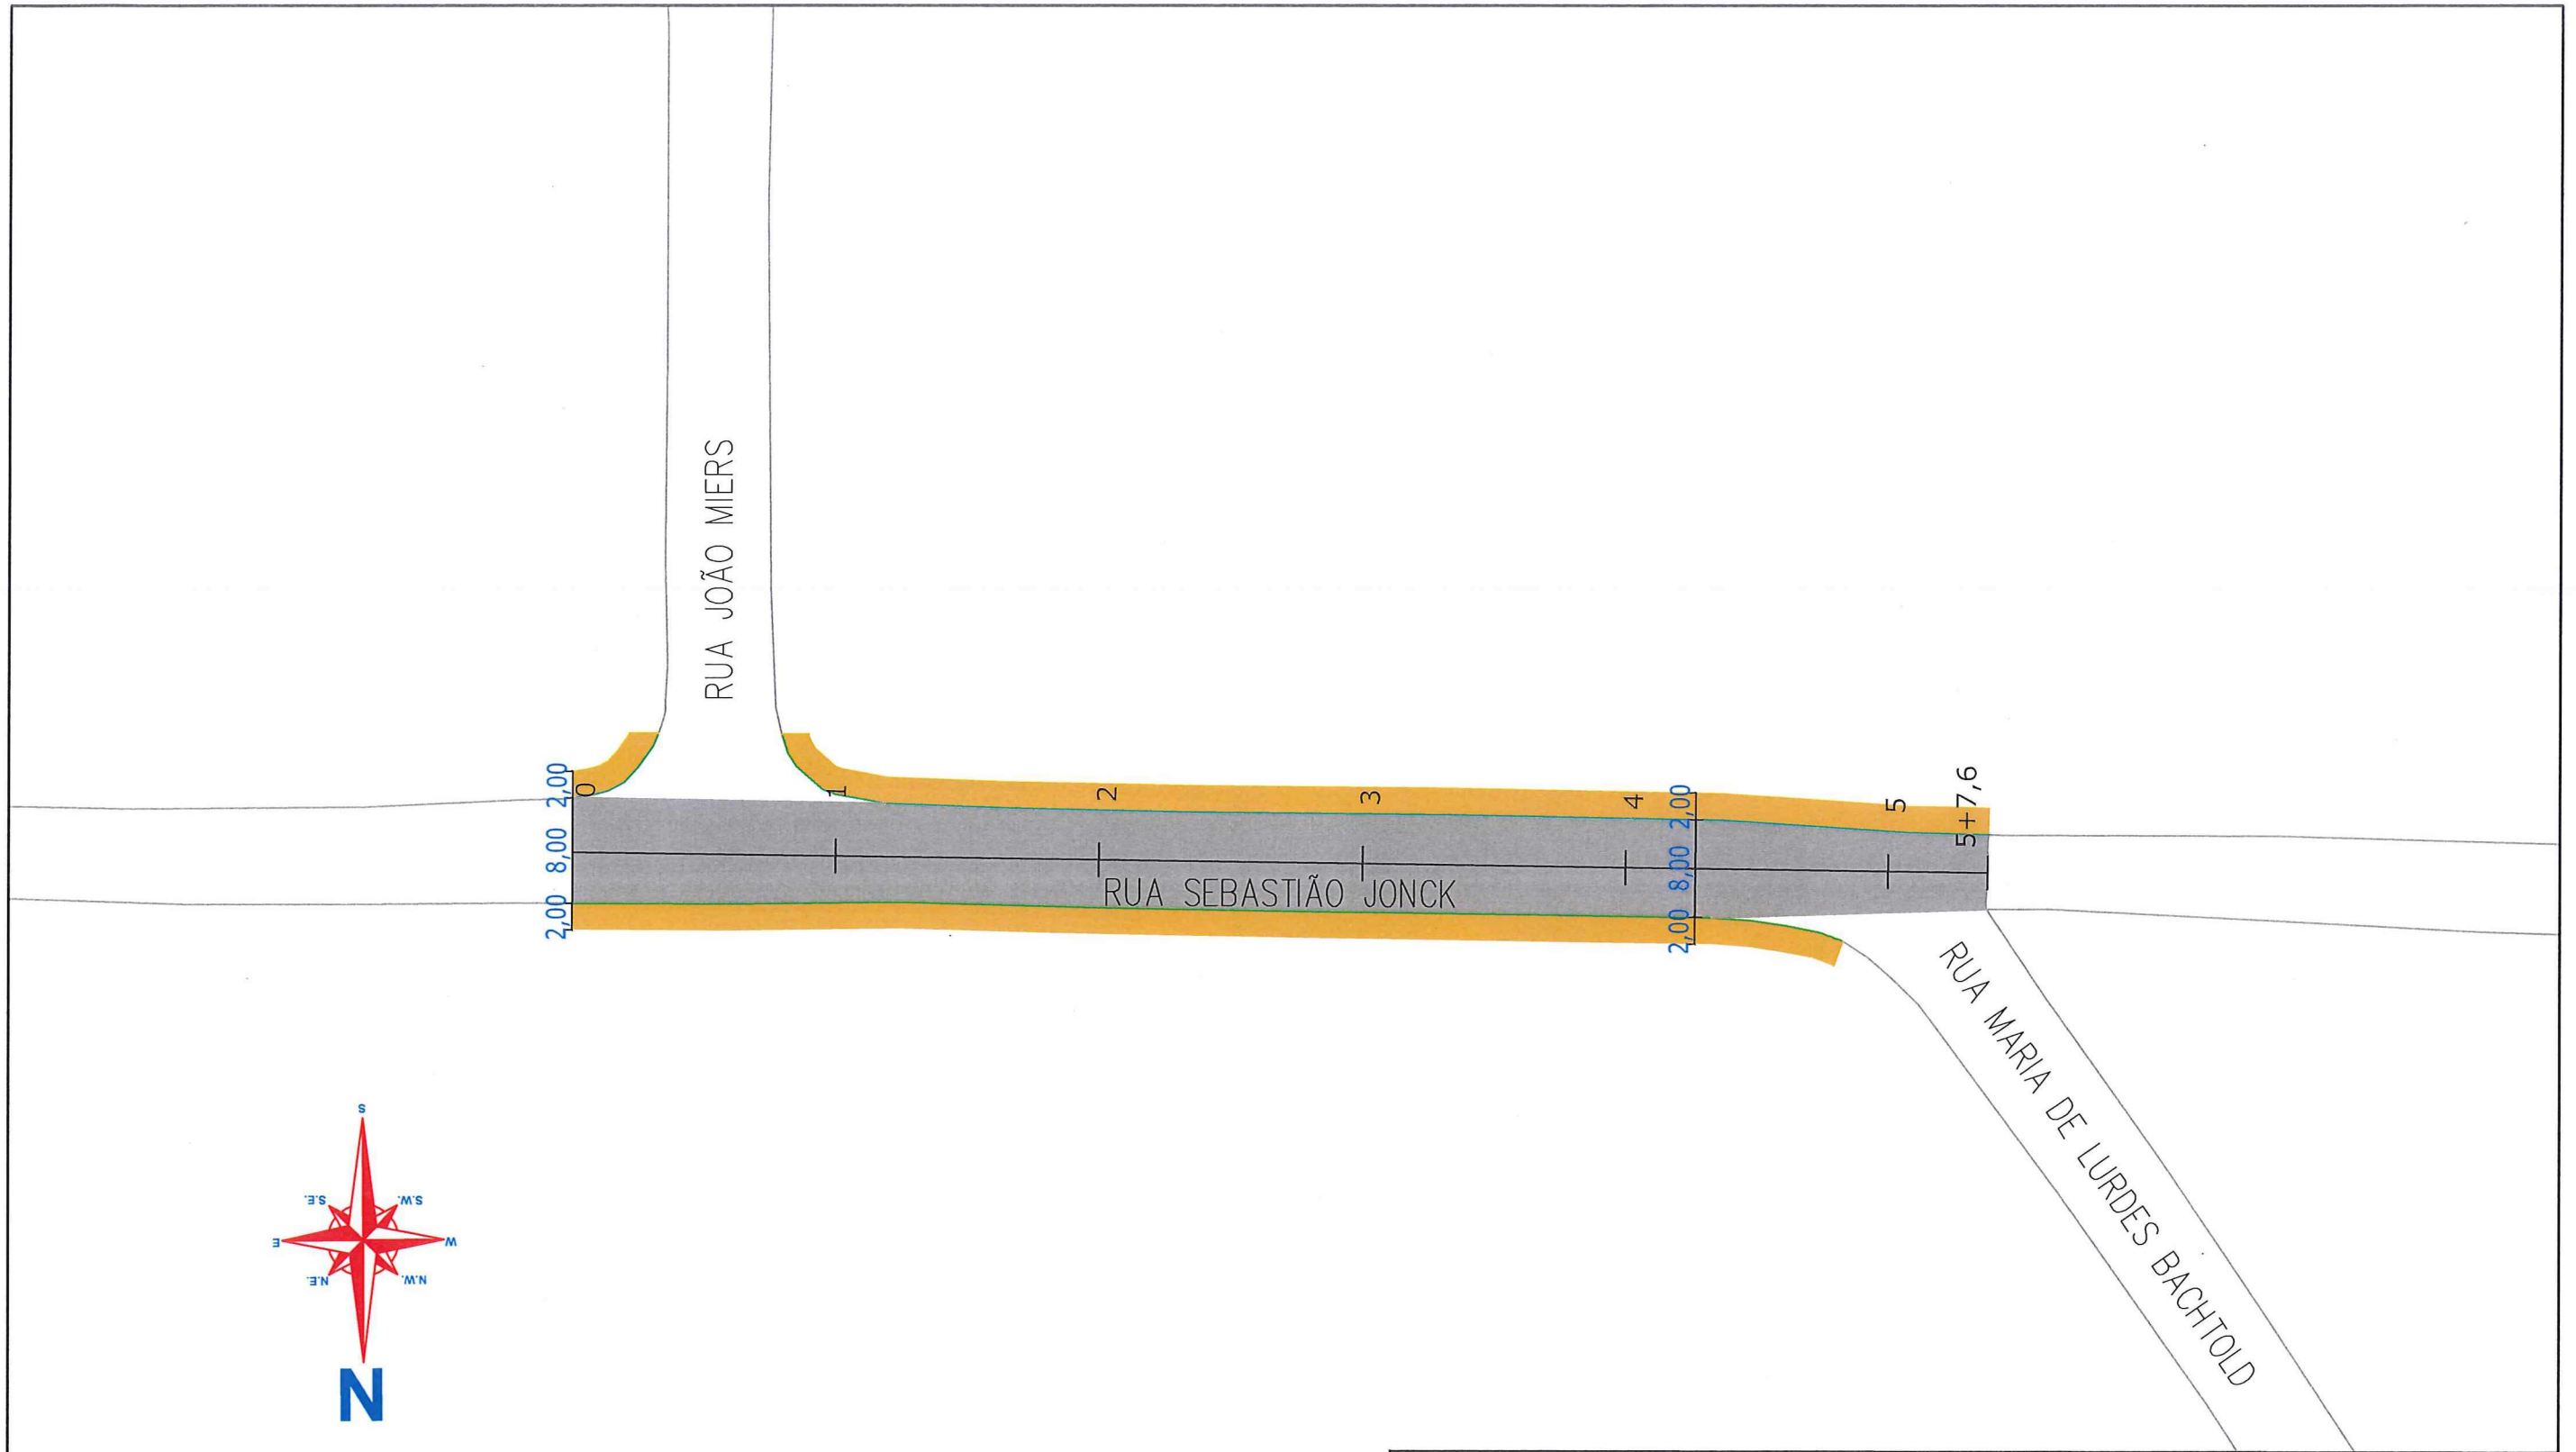 RUA JOÃO MIERS
2,00
8,00
2,00
0
1
2
3
4
5
5+7,6
2,00
8,00
2,00
RUA SEBASTIÃO JONCK
RUA MARIA DE LURDES BACHTOLD
S
S.E.
S.W.
E
W
N.E.
N.W.
N